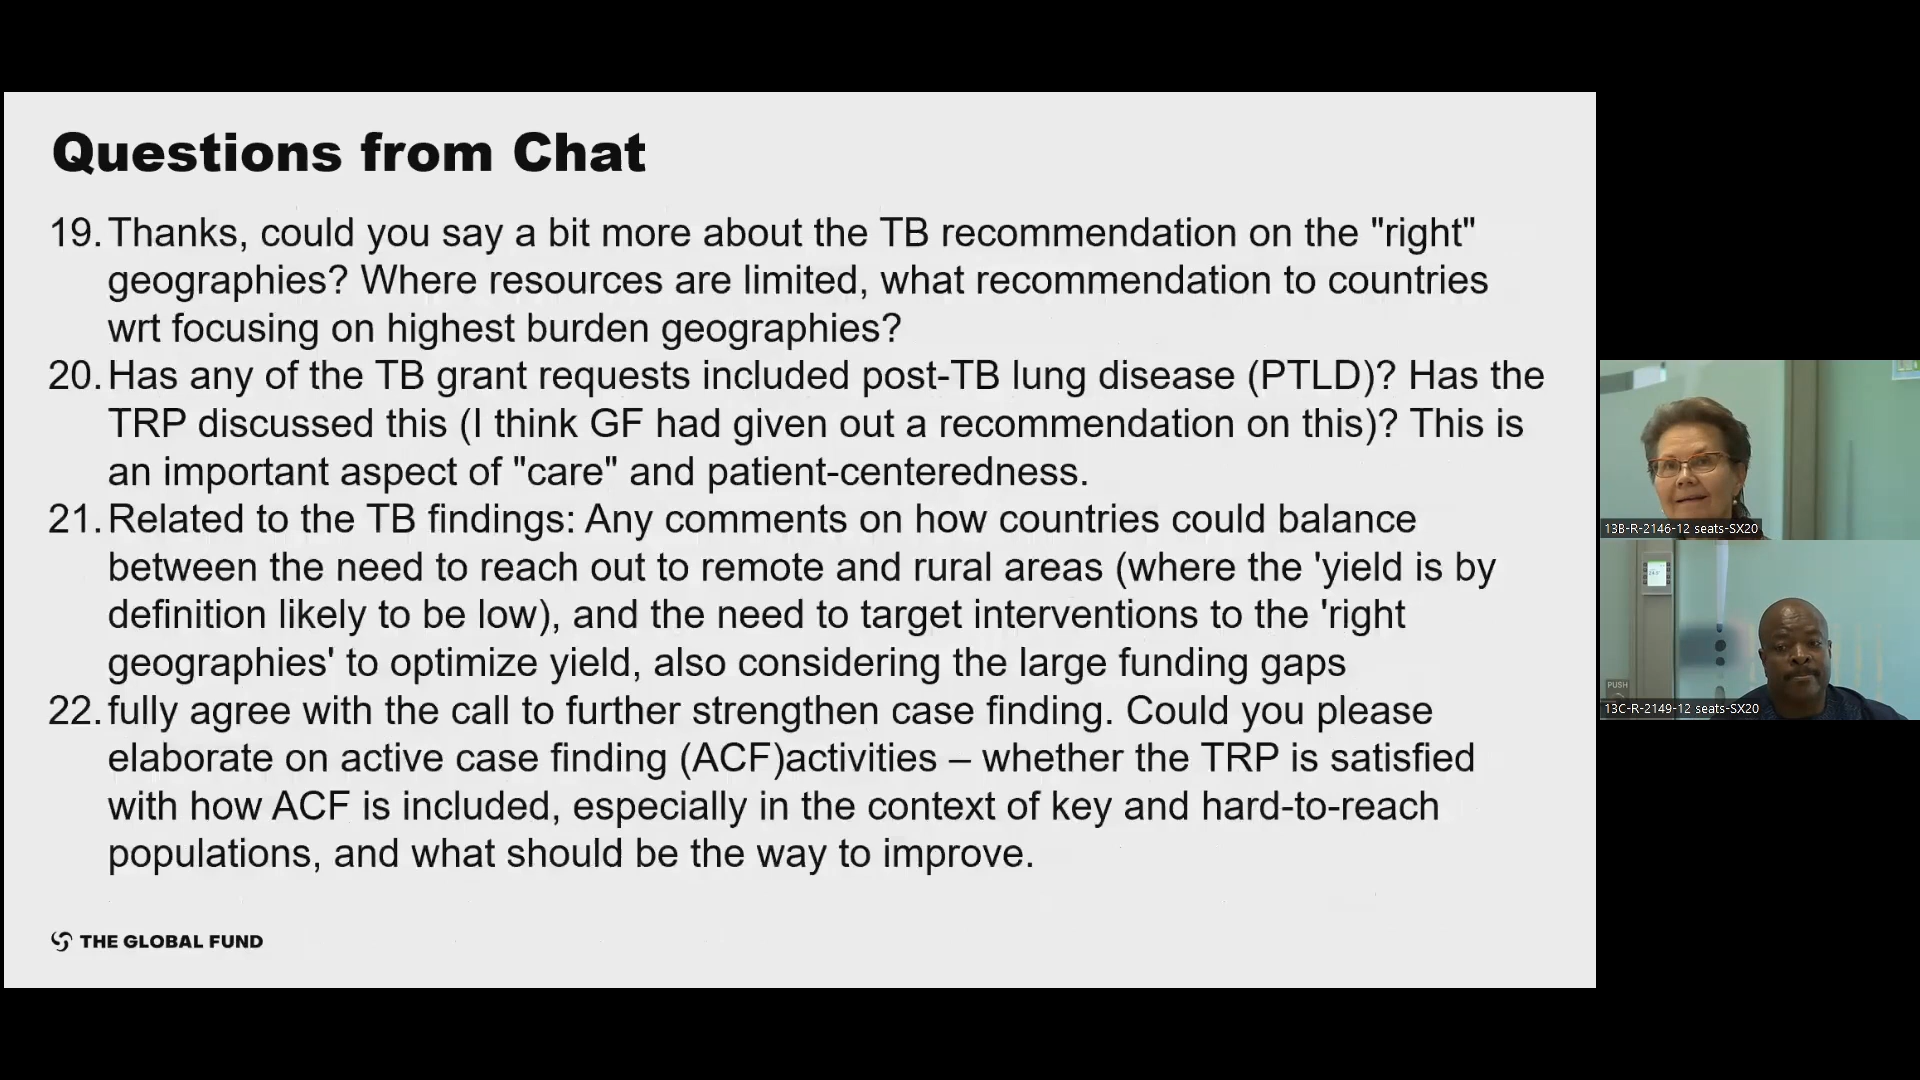 Questions from Chat
19. Thanks, could you say a bit more about the TB recommendation on the "right"
geographies? Where resources are limited, what recommendation to countries
wrt focusing on highest burden geographies?
20. Has any of the TB grant requests included post-TB lung disease (PTLD)? Has the
TRP discussed this (I think GF had given out a recommendation on this)? This is
an important aspect of "care" and patient-centeredness.
21. Related to the TB findings: Any comments on how countries could balance
between the need to reach out to remote and rural areas (where the 'yield is by
definition likely to be low), and the need to target interventions to the 'right
geographies' to optimize yield, also considering the large funding gaps
22. fully agree with the call to further strengthen case finding. Could you please
elaborate on active case finding (ACF)activities – whether the TRP is satisfied
with how ACF is included, especially in the context of key and hard-to-reach
populations, and what should be the way to improve.
THE GLOBAL FUND
13B-R-2146-12 seats-SX20
PUSH
13C-R-2149-12 seats-SX20